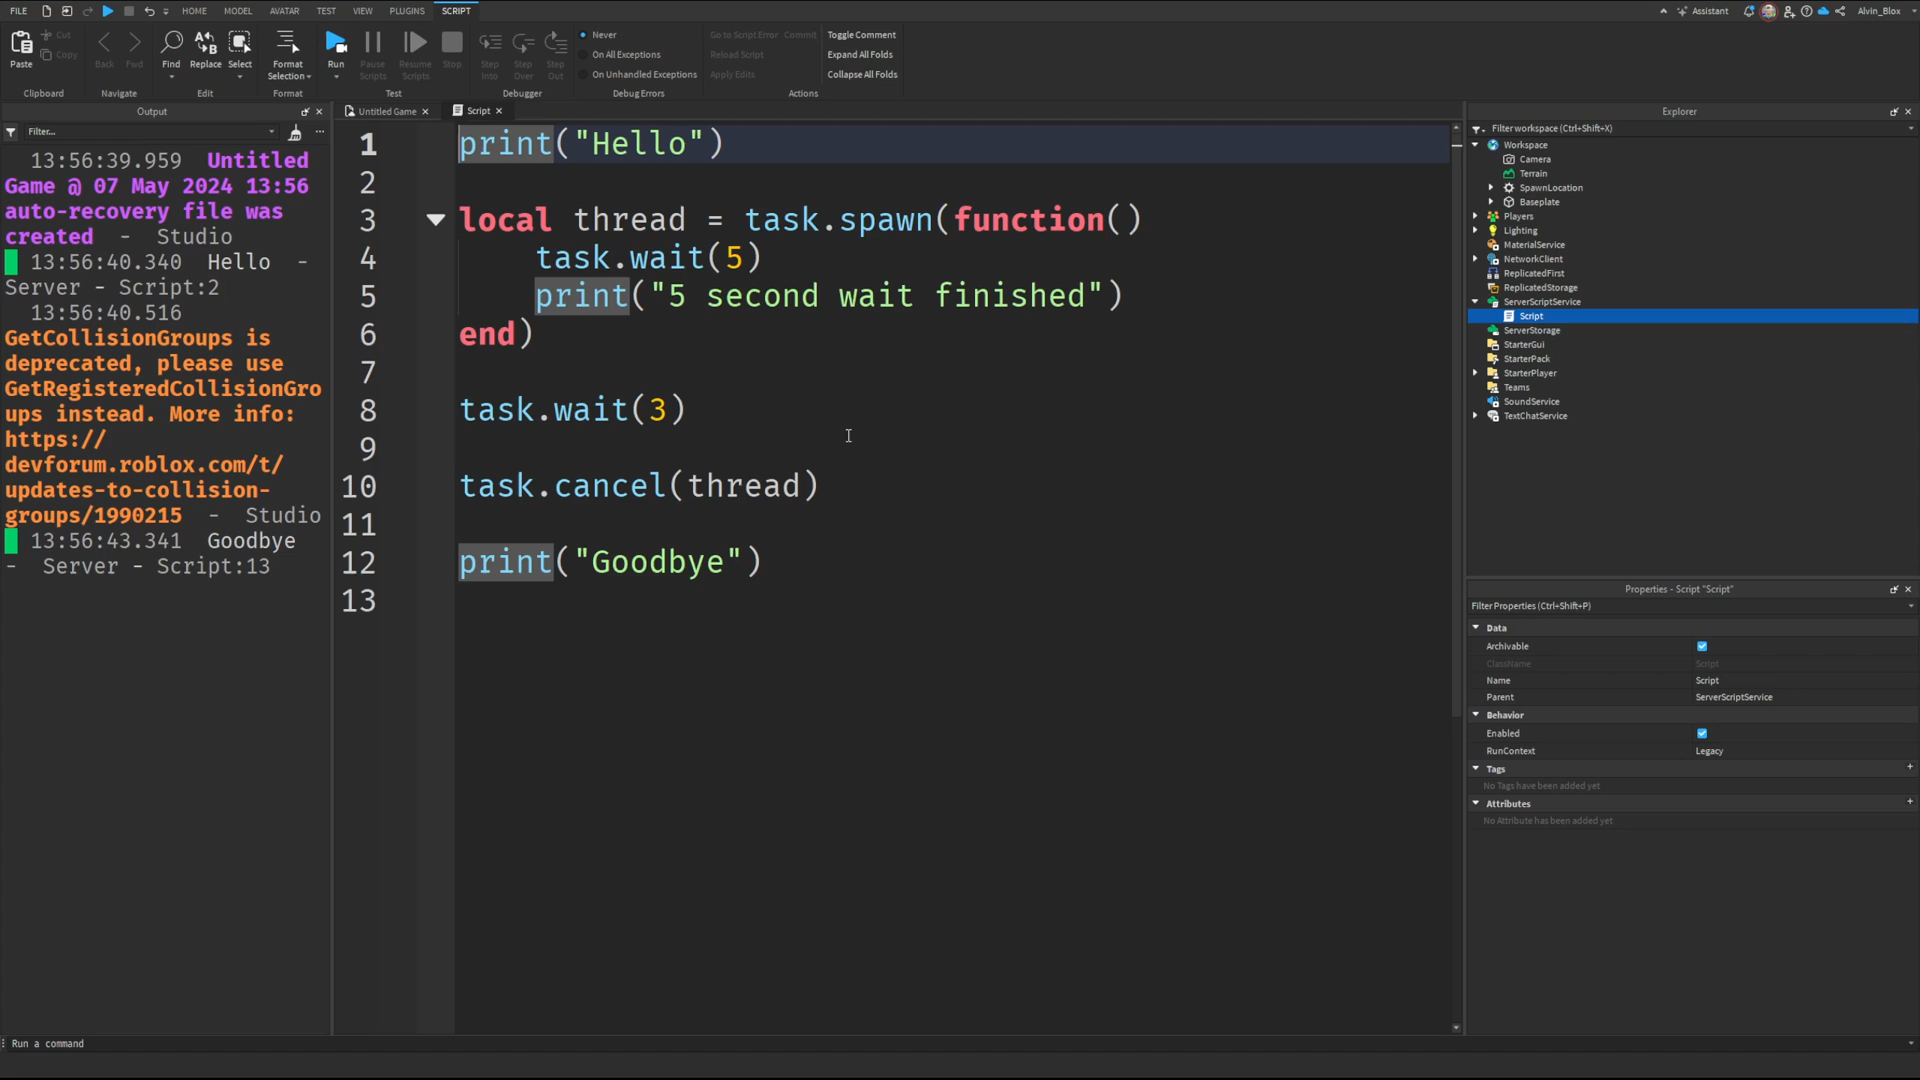 FILE HOME MODEL AVATAR TEST VIEW PLUGINS SCRIPT Assistant Alvin_Blox
Paste
Cut
Copy
Clipboard
Back Fwd
Navigate
Find Replace Select
Edit
Format
Selection
Format
Run
Pause
Scripts
Resume
Scripts
Stop
Test
Step
Into
Step
Over
Step
Out
Debugger
Never
On All Exceptions
On Unhandled Exceptions
Debug Errors
Go to Script Error Commit
Reload Script
Apply Edits
Toggle Comment
Expand All Folds
Collapse All Folds
Actions
Output
Filter...
13:56:39.959 Untitled
Game @ 07 May 2024 13:56
auto-recovery file was
created - Studio
13:56:40.340 Hello -
Server - Script:2
13:56:40.516
GetCollisionGroups is
deprecated, please use
GetRegisteredCollisionGro
ups instead. More info:
https://
devforum.roblox.com/t/
updates-to-collision-
groups/1990215 - Studio
13:56:43.341 Goodbye
- Server - Script:13
Untitled Game
Script
1 print("Hello")
2
3 local thread = task.spawn(function()
4 task.wait(5)
5 print("5 second wait finished")
6 end)
7
8 task.wait(3)
9
10 task.cancel(thread)
11
12 print("Goodbye")
13
Explorer
Filter workspace (Ctrl+Shift+X)
Workspace
Camera
Terrain
SpawnLocation
Baseplate
Players
Lighting
MaterialService
NetworkClient
ReplicatedFirst
ReplicatedStorage
ServerScriptService
Script
ServerStorage
StarterGui
StarterPack
StarterPlayer
Teams
SoundService
TextChatService
Properties - Script "Script"
Filter Properties (Ctrl+Shift+P)
Data
Archivable
ClassName Script
Name Script
Parent ServerScriptService
Behavior
Enabled
RunContext Legacy
Tags +
No Tags have been added yet
Attributes +
No Attribute has been added yet
Run a command